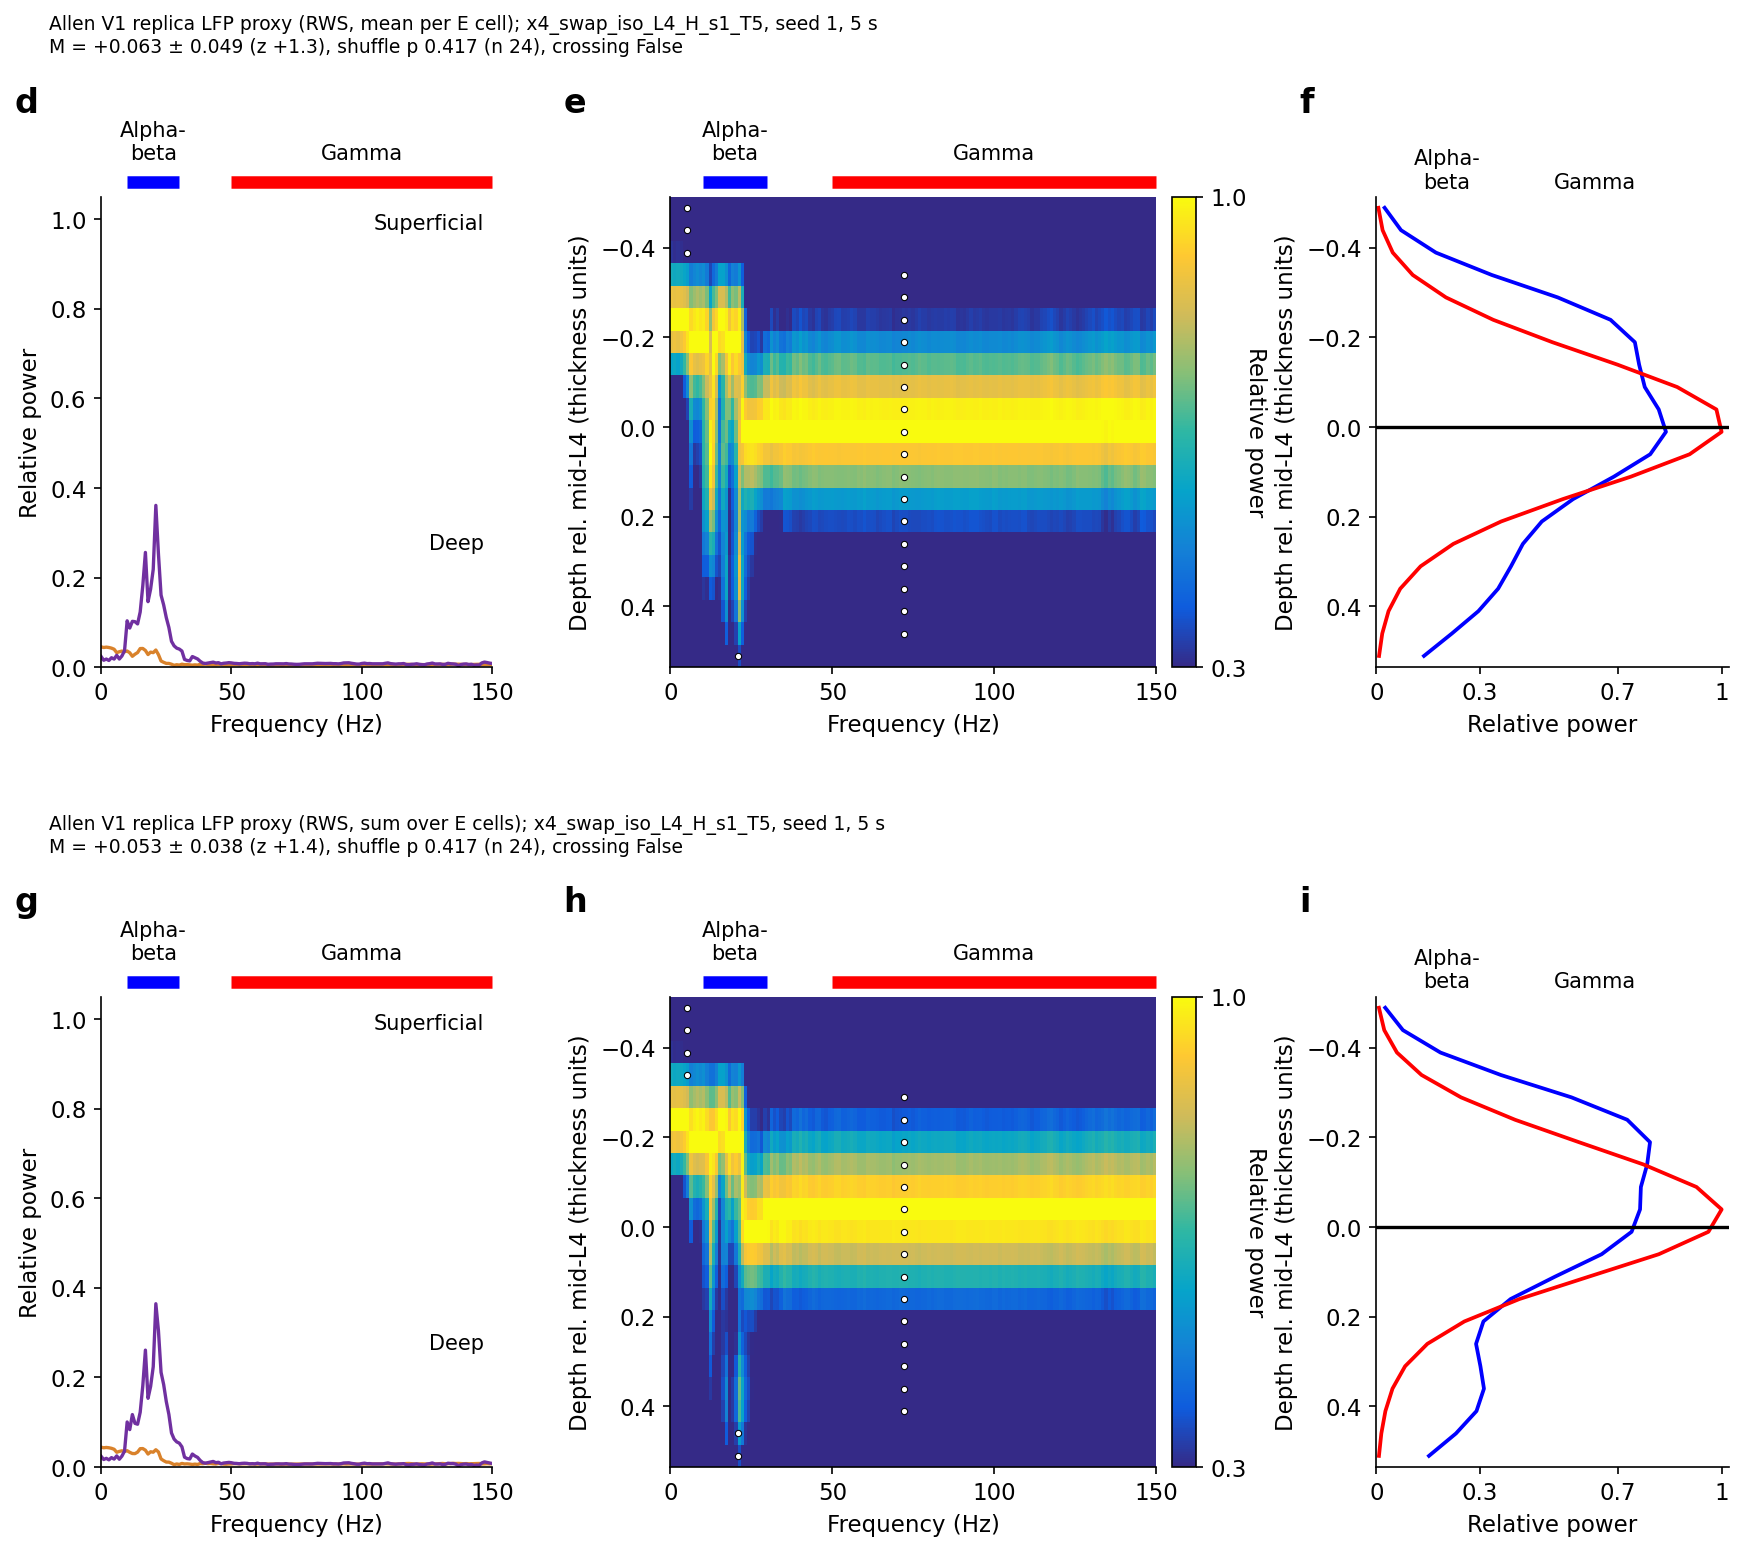 Allen V1 replica LFP proxy (RWS, mean per E cell); x4_swap_iso_L4_H_s1_T5, seed 1, 5 s
M = +0.063 ± 0.049 (z +1.3), shuffle p 0.417 (n 24), crossing False
d
Alpha-
beta
Gamma
Superficial
Deep
1.0
0.8
0.6
0.4
0.2
0.0
0
50
100
150
Relative power
Frequency (Hz)
e
Alpha-
beta
Gamma
−0.4
−0.2
0.0
0.2
0.4
0
50
100
150
Depth rel. mid-L4 (thickness units)
Frequency (Hz)
1.0
0.3
Relative power
f
Alpha-
beta
Gamma
−0.4
−0.2
0.0
0.2
0.4
0
0.3
0.7
1
Depth rel. mid-L4 (thickness units)
Relative power
Allen V1 replica LFP proxy (RWS, sum over E cells); x4_swap_iso_L4_H_s1_T5, seed 1, 5 s
M = +0.053 ± 0.038 (z +1.4), shuffle p 0.417 (n 24), crossing False
g
Alpha-
beta
Gamma
Superficial
Deep
1.0
0.8
0.6
0.4
0.2
0.0
0
50
100
150
Relative power
Frequency (Hz)
h
Alpha-
beta
Gamma
−0.4
−0.2
0.0
0.2
0.4
0
50
100
150
Depth rel. mid-L4 (thickness units)
Frequency (Hz)
1.0
0.3
Relative power
i
Alpha-
beta
Gamma
−0.4
−0.2
0.0
0.2
0.4
0
0.3
0.7
1
Depth rel. mid-L4 (thickness units)
Relative power